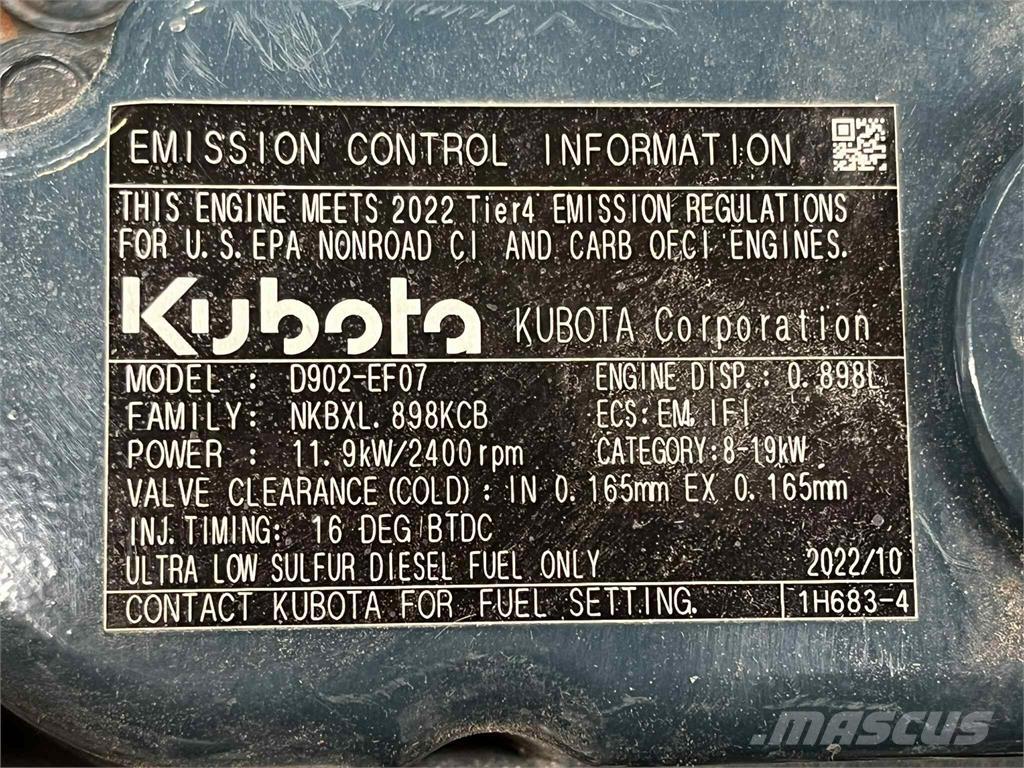 EMISSION CONTROL INFORMATION
THIS ENGINE MEETS 2022 Tier4 EMISSION REGULATIONS
FOR U.S. EPA NONROAD CI AND CARB OFCI ENGINES.
Kubota KUBOTA Corporation
MODEL : D902-EF07 ENGINE DISP.: 0.898L
FAMILY: NKBXL.898KCB ECS: EM, IFI
POWER : 11.9kW/2400rpm CATEGORY:8-19kW
VALVE CLEARANCE(COLD): IN 0.165mm EX 0.165mm
INJ.TIMING: 16 DEG BTDC
ULTRA LOW SULFUR DIESEL FUEL ONLY 2022/10
CONTACT KUBOTA FOR FUEL SETTING. 1H683-4
MASCUS